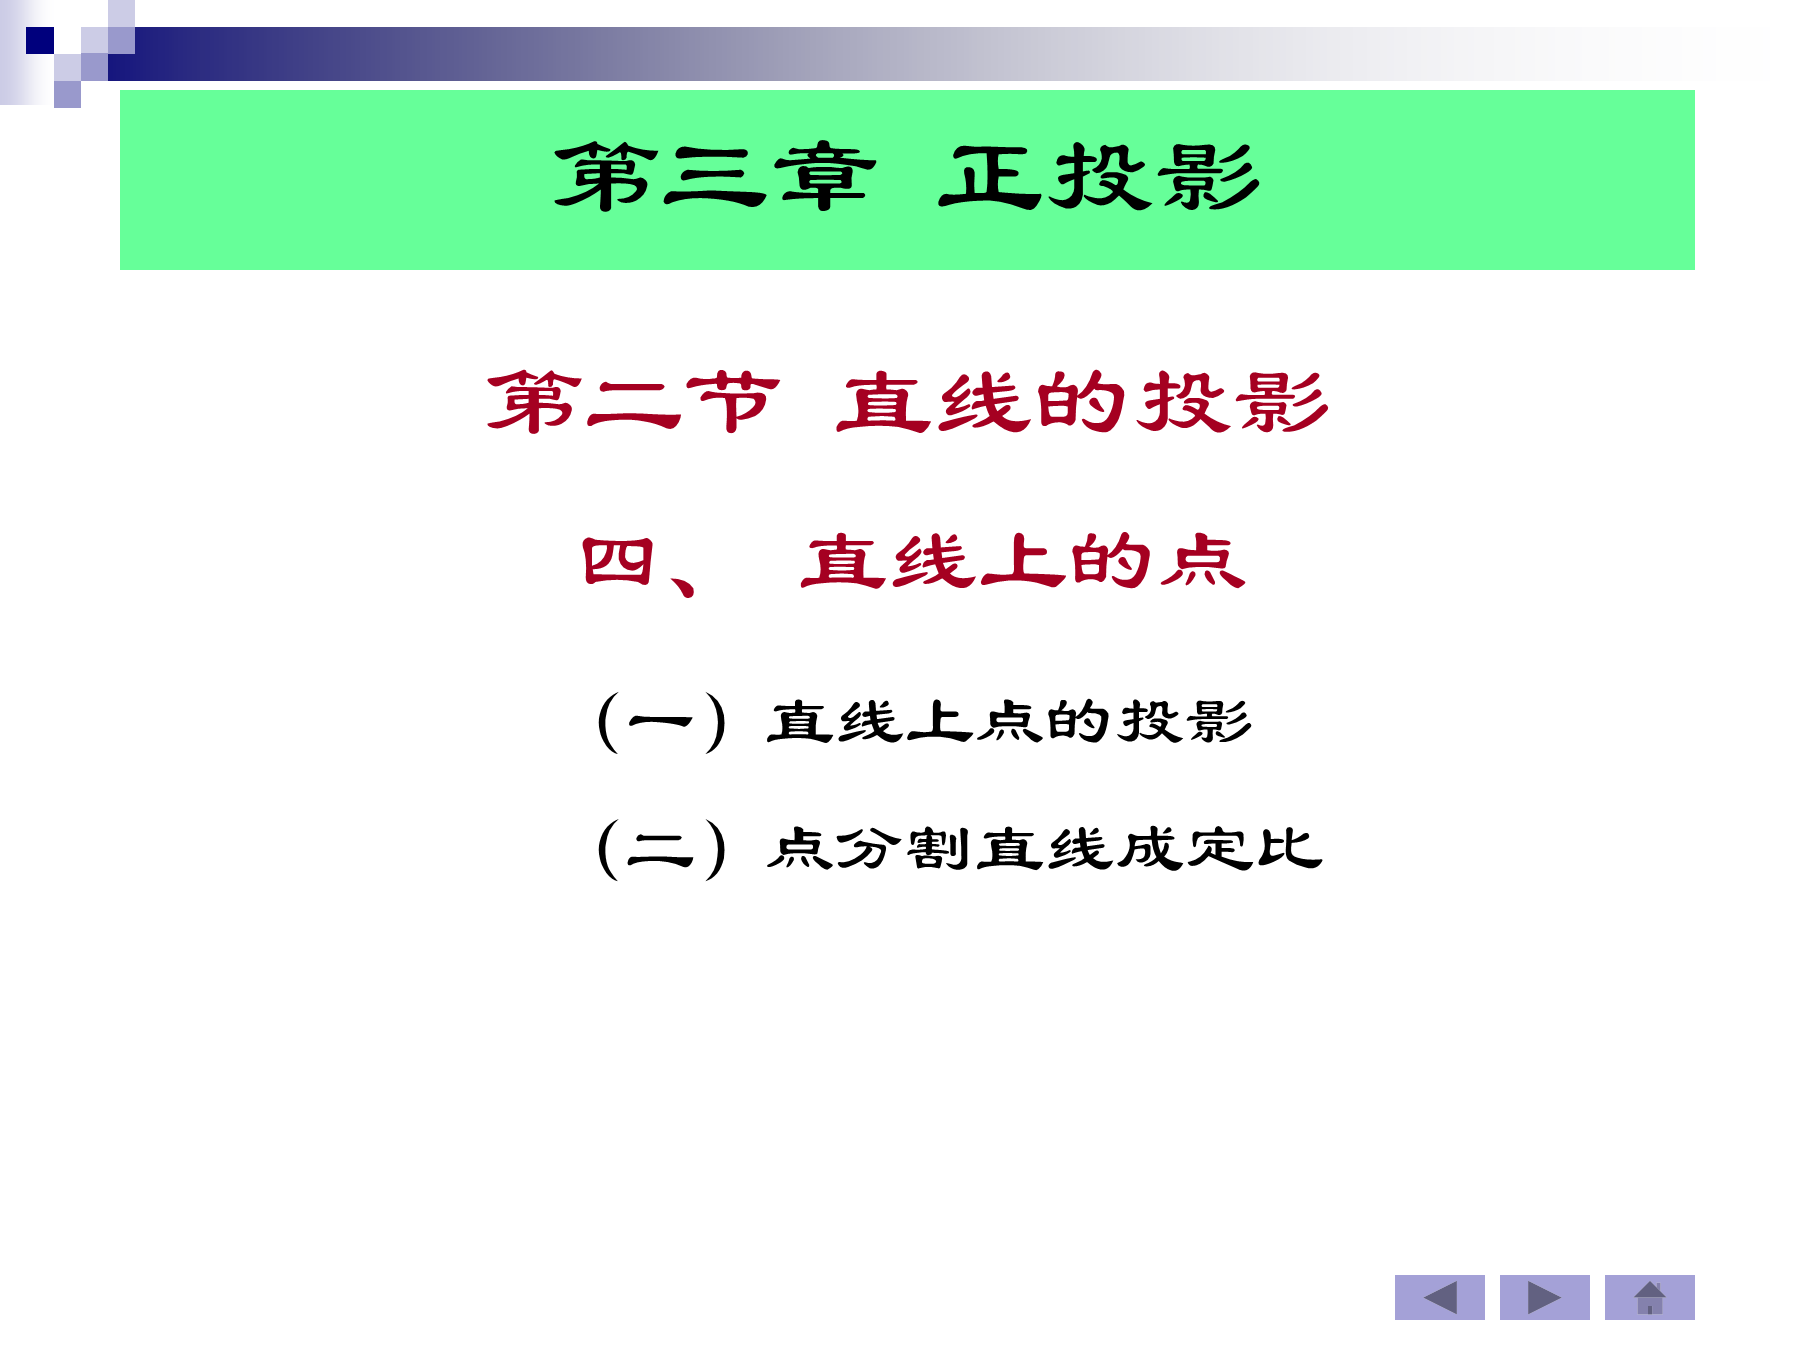 第三章 正投影
第二节 直线的投影
四、 直线上的点
（一）直线上点的投影
（二）点分割直线成定比